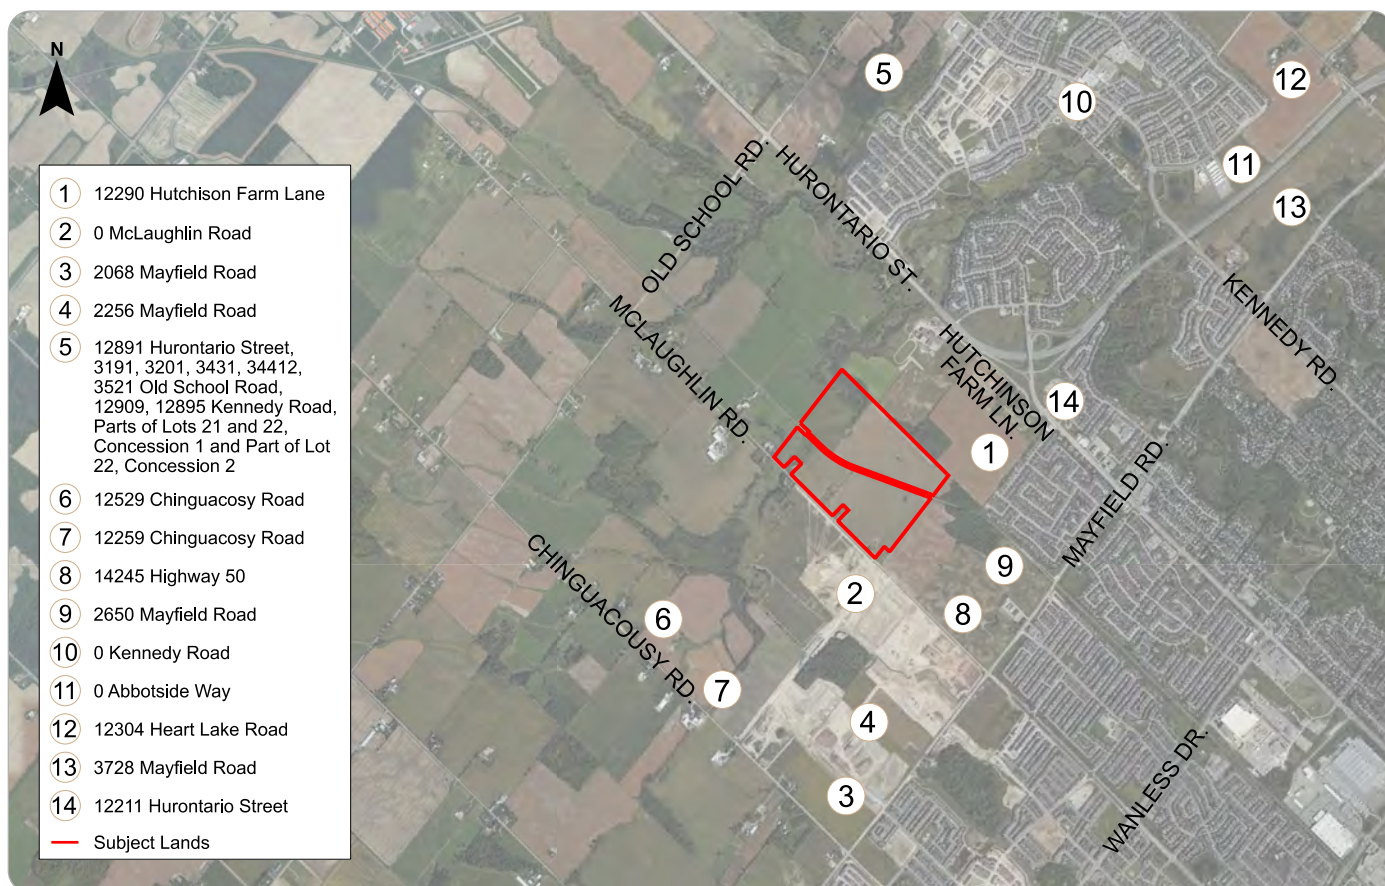 N
1 12290 Hutchison Farm Lane
2 0 McLaughlin Road
3 2068 Mayfield Road
4 2256 Mayfield Road
5 12891 Hurontario Street,
3191, 3201, 3431, 34412,
3521 Old School Road,
12909, 12895 Kennedy Road,
Parts of Lots 21 and 22,
Concession 1 and Part of Lot
22, Concession 2
6 12529 Chinguacosy Road
7 12259 Chinguacosy Road
8 14245 Highway 50
9 2650 Mayfield Road
10 0 Kennedy Road
11 0 Abbotside Way
12 12304 Heart Lake Road
13 3728 Mayfield Road
14 12211 Hurontario Street
Subject Lands
5
10
12
11
13
OLD SCHOOL RD.
HURONTARIO ST.
KENNEDY RD.
MCLAUGHLIN RD.
HUTCHINSON
FARM LN.
14
1
MAYFIELD RD.
CHINGUACOUSY RD.
9
2
8
6
7
4
3
WANLESS DR.